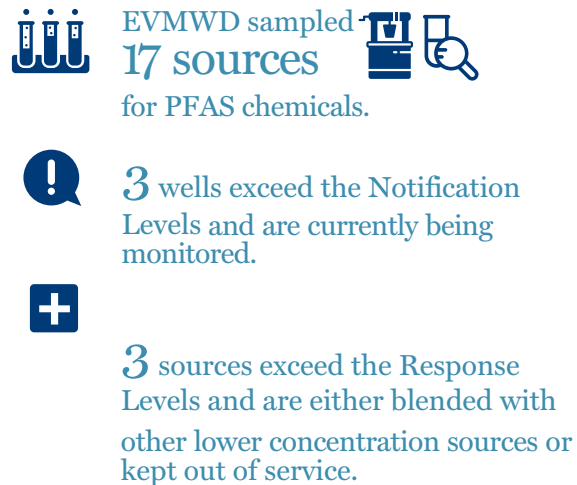 EVMWD sampled
17 sources
for PFAS chemicals.
3 wells exceed the Notification
Levels and are currently being
monitored.
3 sources exceed the Response
Levels and are either blended with
other lower concentration sources or
kept out of service.